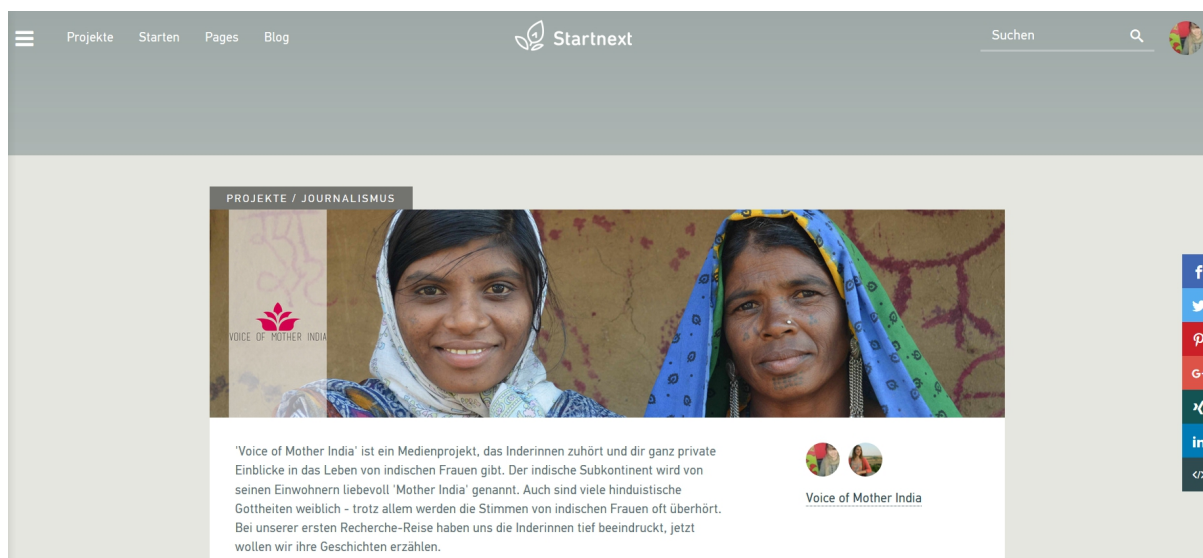 Projekte Starten Pages Blog
Startnext
Suchen
PROJEKTE / JOURNALISMUS
VOICE OF MOTHER INDIA
'Voice of Mother India' ist ein Medienprojekt, das Inderinnen zuhört und dir ganz private
Einblicke in das Leben von indischen Frauen gibt. Der indische Subkontinent wird von
seinen Einwohnern liebevoll 'Mother India' genannt. Auch sind viele hinduistische
Gottheiten weiblich - trotz allem werden die Stimmen von indischen Frauen oft überhört.
Bei unserer ersten Recherche-Reise haben uns die Inderinnen tief beeindruckt, jetzt
wollen wir ihre Geschichten erzählen.
Voice of Mother India